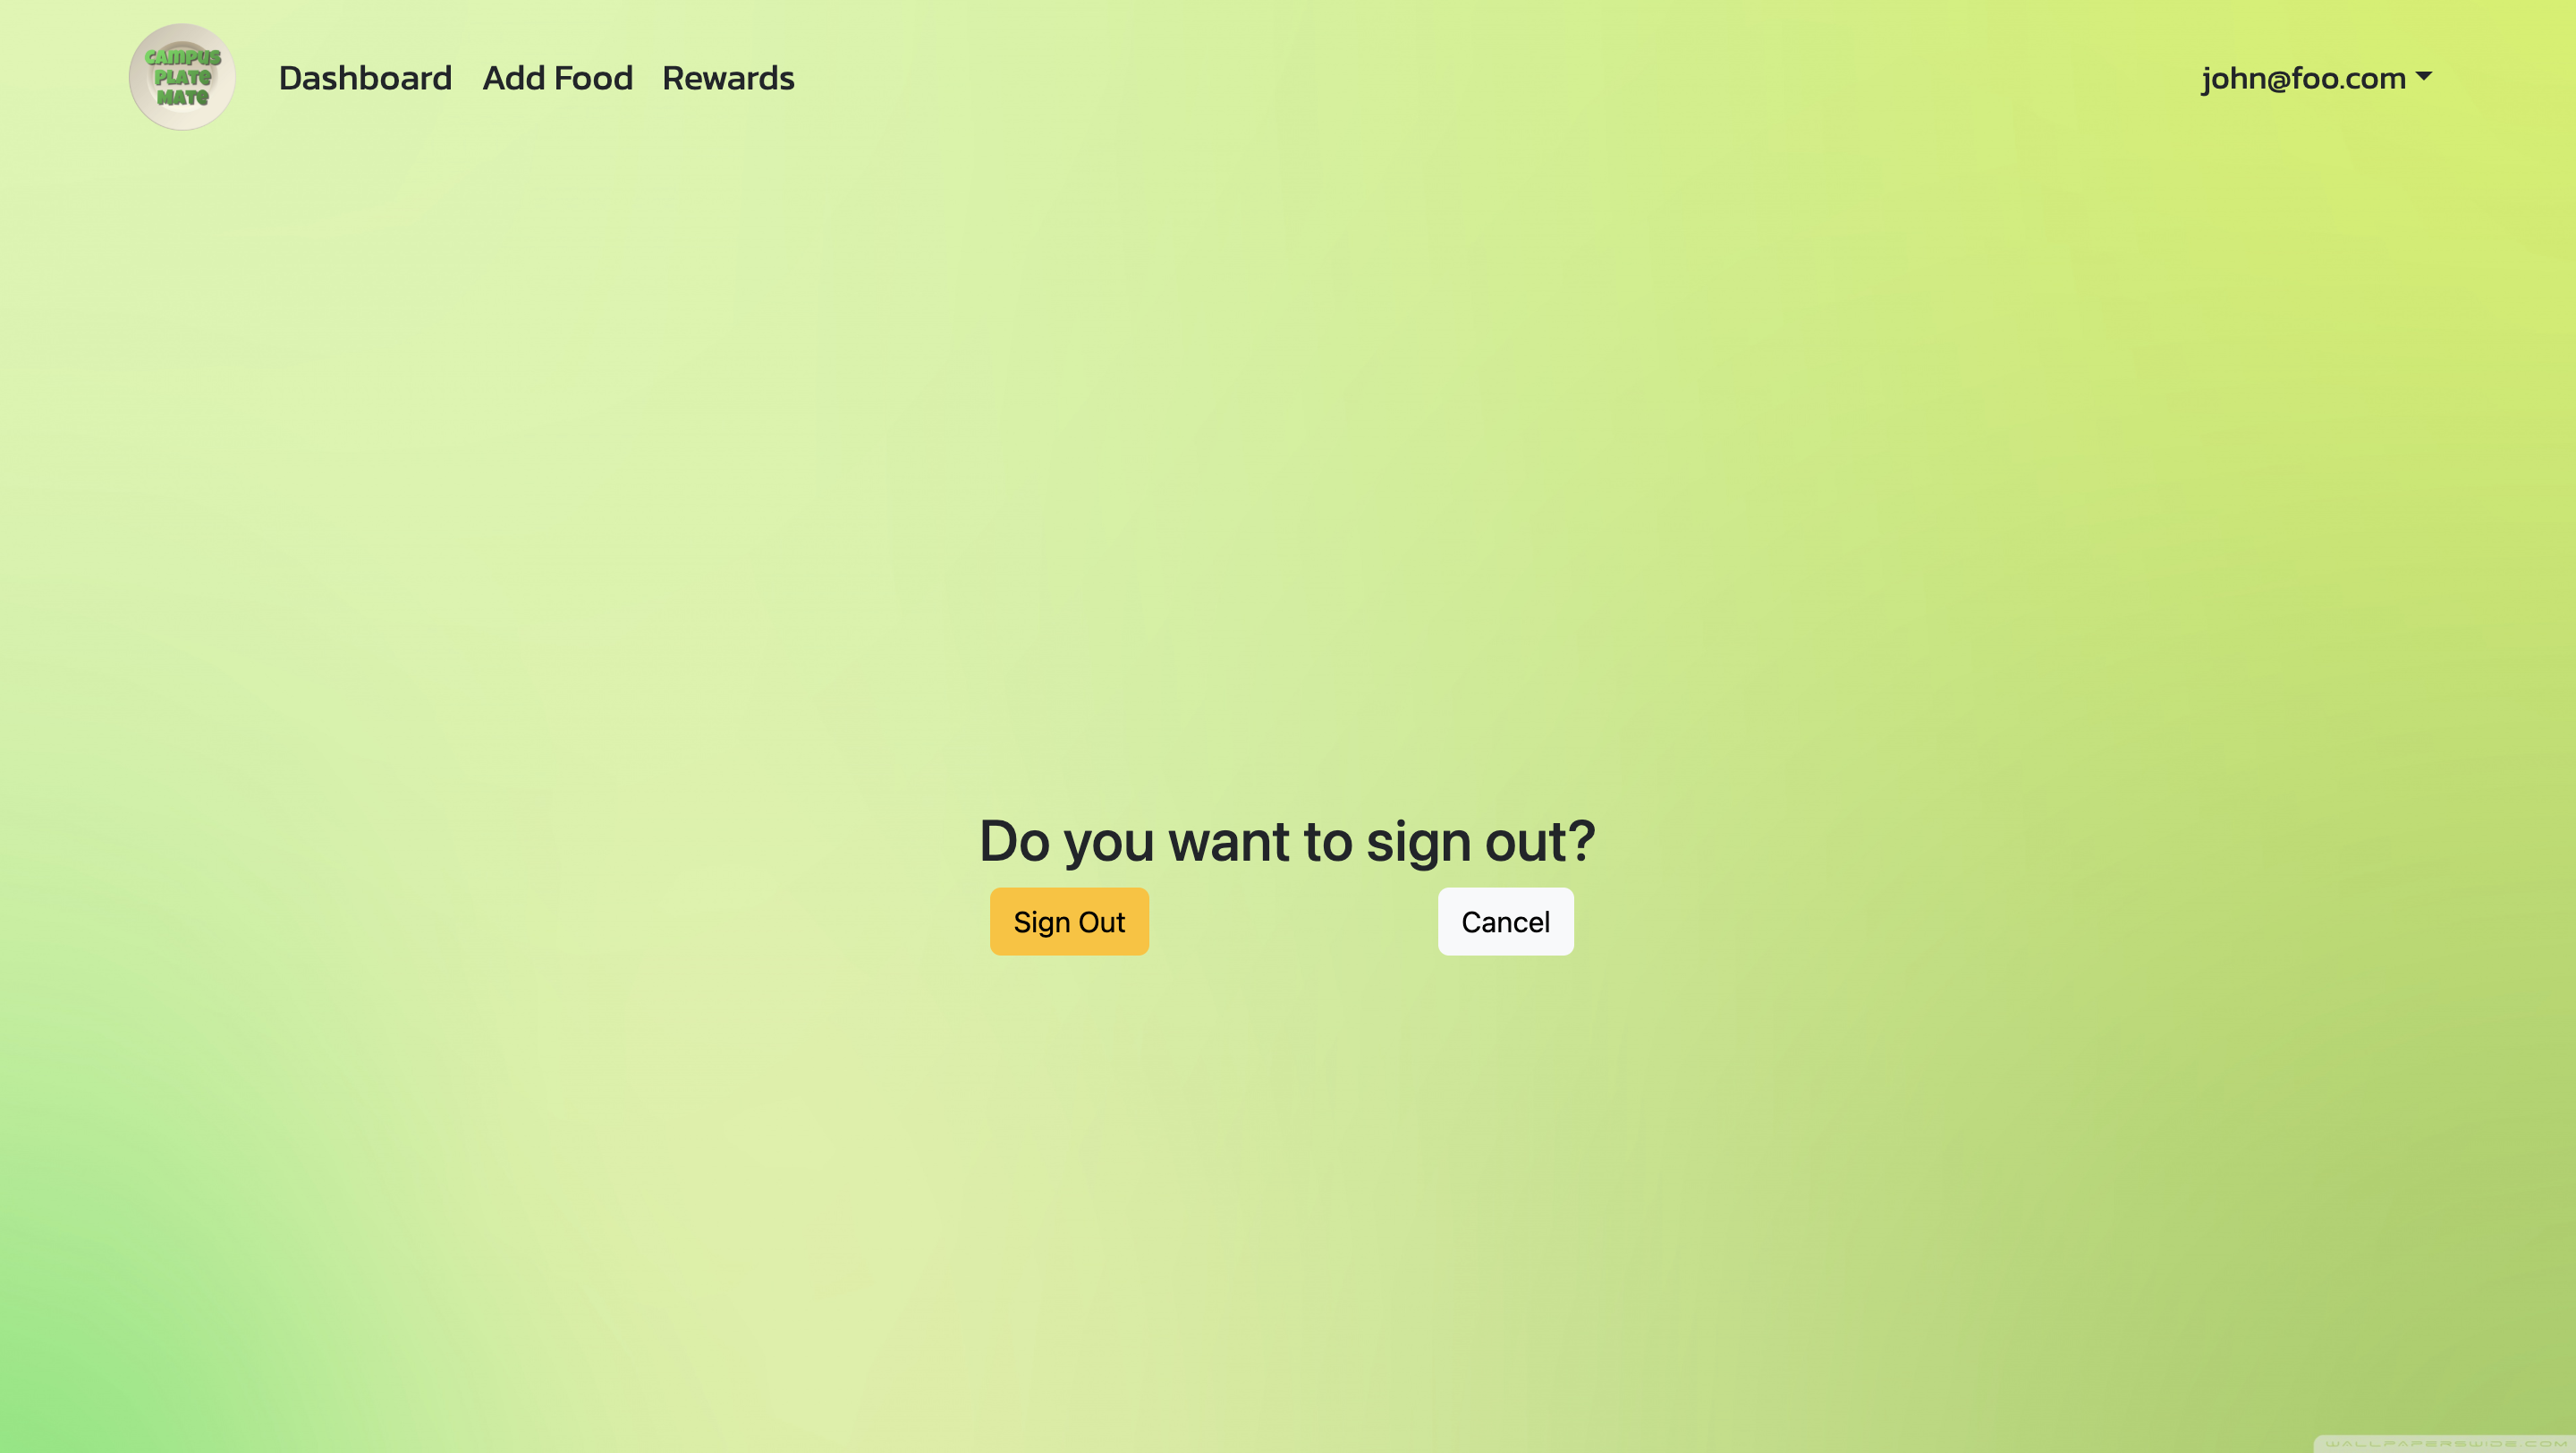 CAMPUS
PLATE
MATE
Dashboard Add Food Rewards
john@foo.com
Do you want to sign out?
Sign Out Cancel
WALLPAPERSWIDE.COM